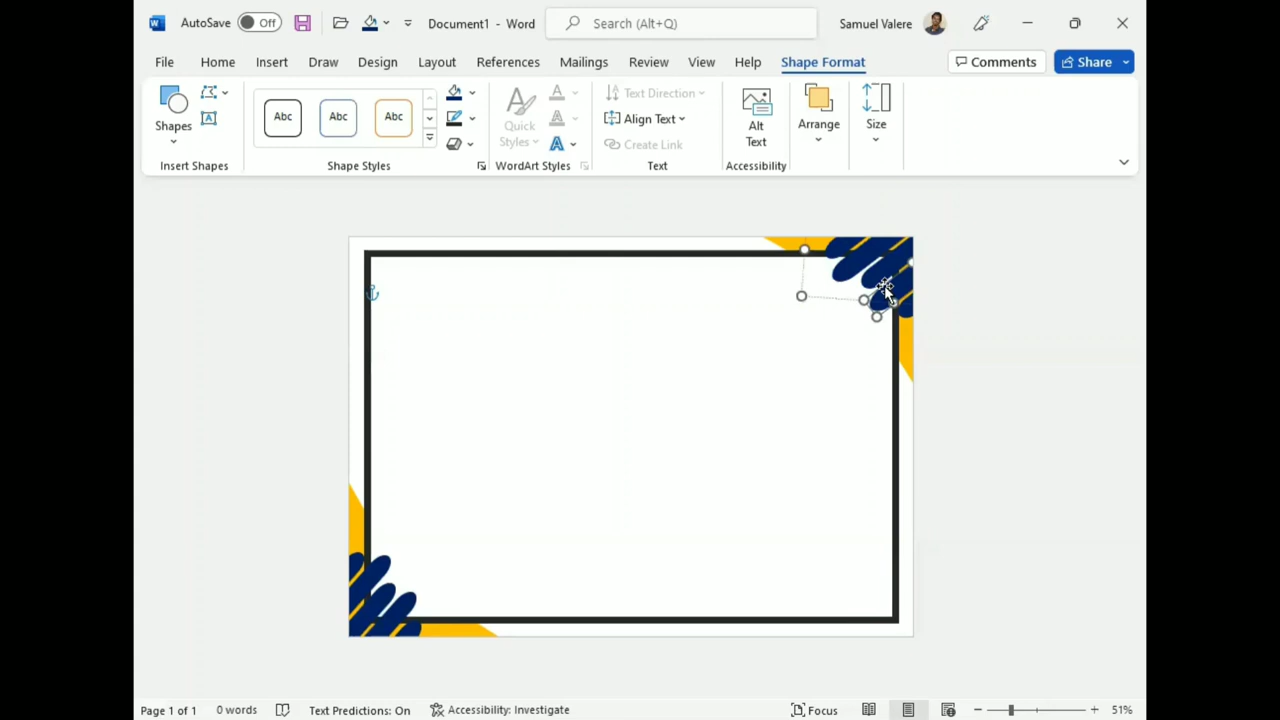 AutoSave Off Document1 - Word Search (Alt+Q) Samuel Valere
File Home Insert Draw Design Layout References Mailings Review View Help Shape Format Comments Share
Shapes
Abc Abc Abc
Quick
Styles
Text Direction
Align Text
Create Link
Alt
Text
Arrange
Size
Insert Shapes Shape Styles WordArt Styles Text Accessibility
Page 1 of 1 0 words Text Predictions: On Accessibility: Investigate Focus 51%